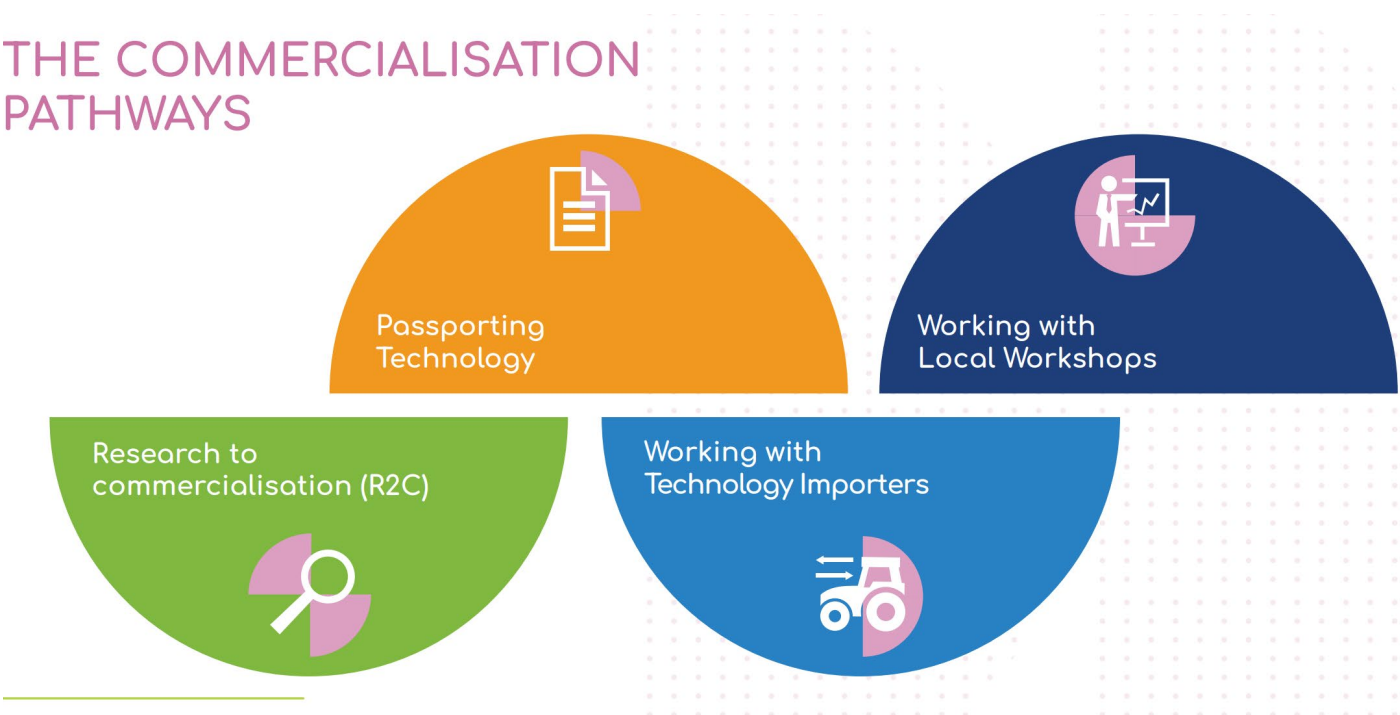 THE COMMERCIALISATION
PATHWAYS
Passporting
Technology
Working with
Local Workshops
Research to
commercialisation (R2C)
Working with
Technology Importers